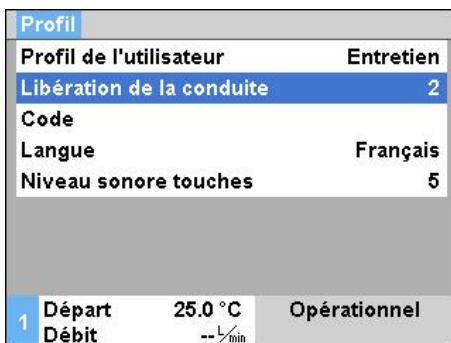 Profil
Profil de l'utilisateur Entretien
Libération de la conduite 2
Code
Langue Français
Niveau sonore touches 5
1 Départ 25.0 °C Opérationnel
Débit -- L/min